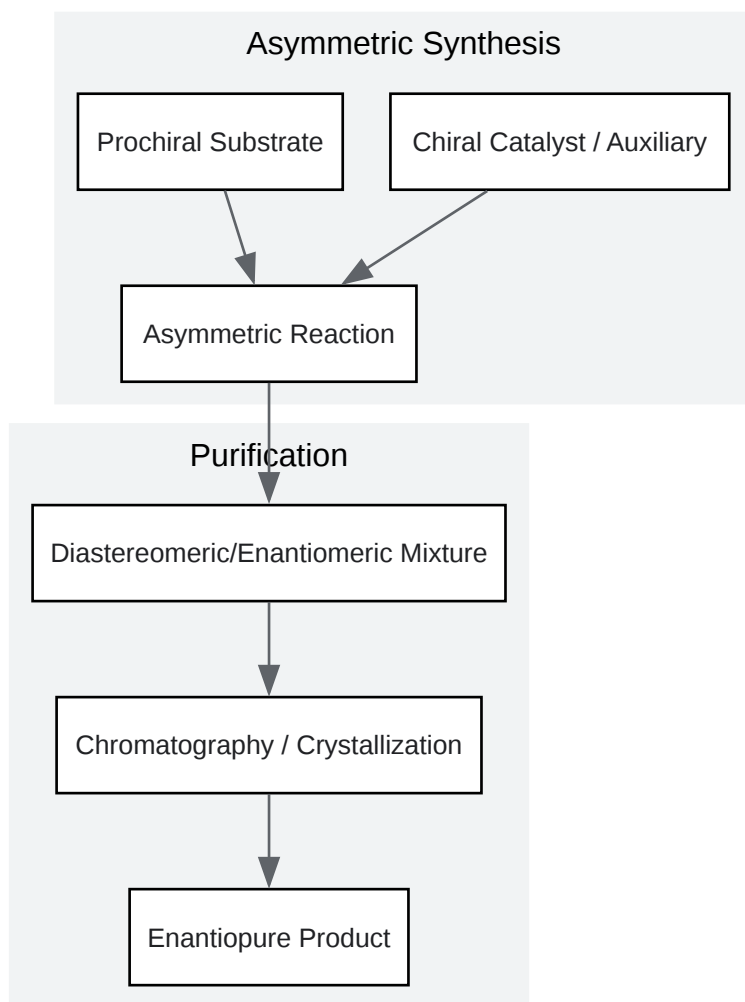 Asymmetric Synthesis
Prochiral Substrate
Chiral Catalyst / Auxiliary
Asymmetric Reaction
Purification
Diastereomeric/Enantiomeric Mixture
Chromatography / Crystallization
Enantiopure Product